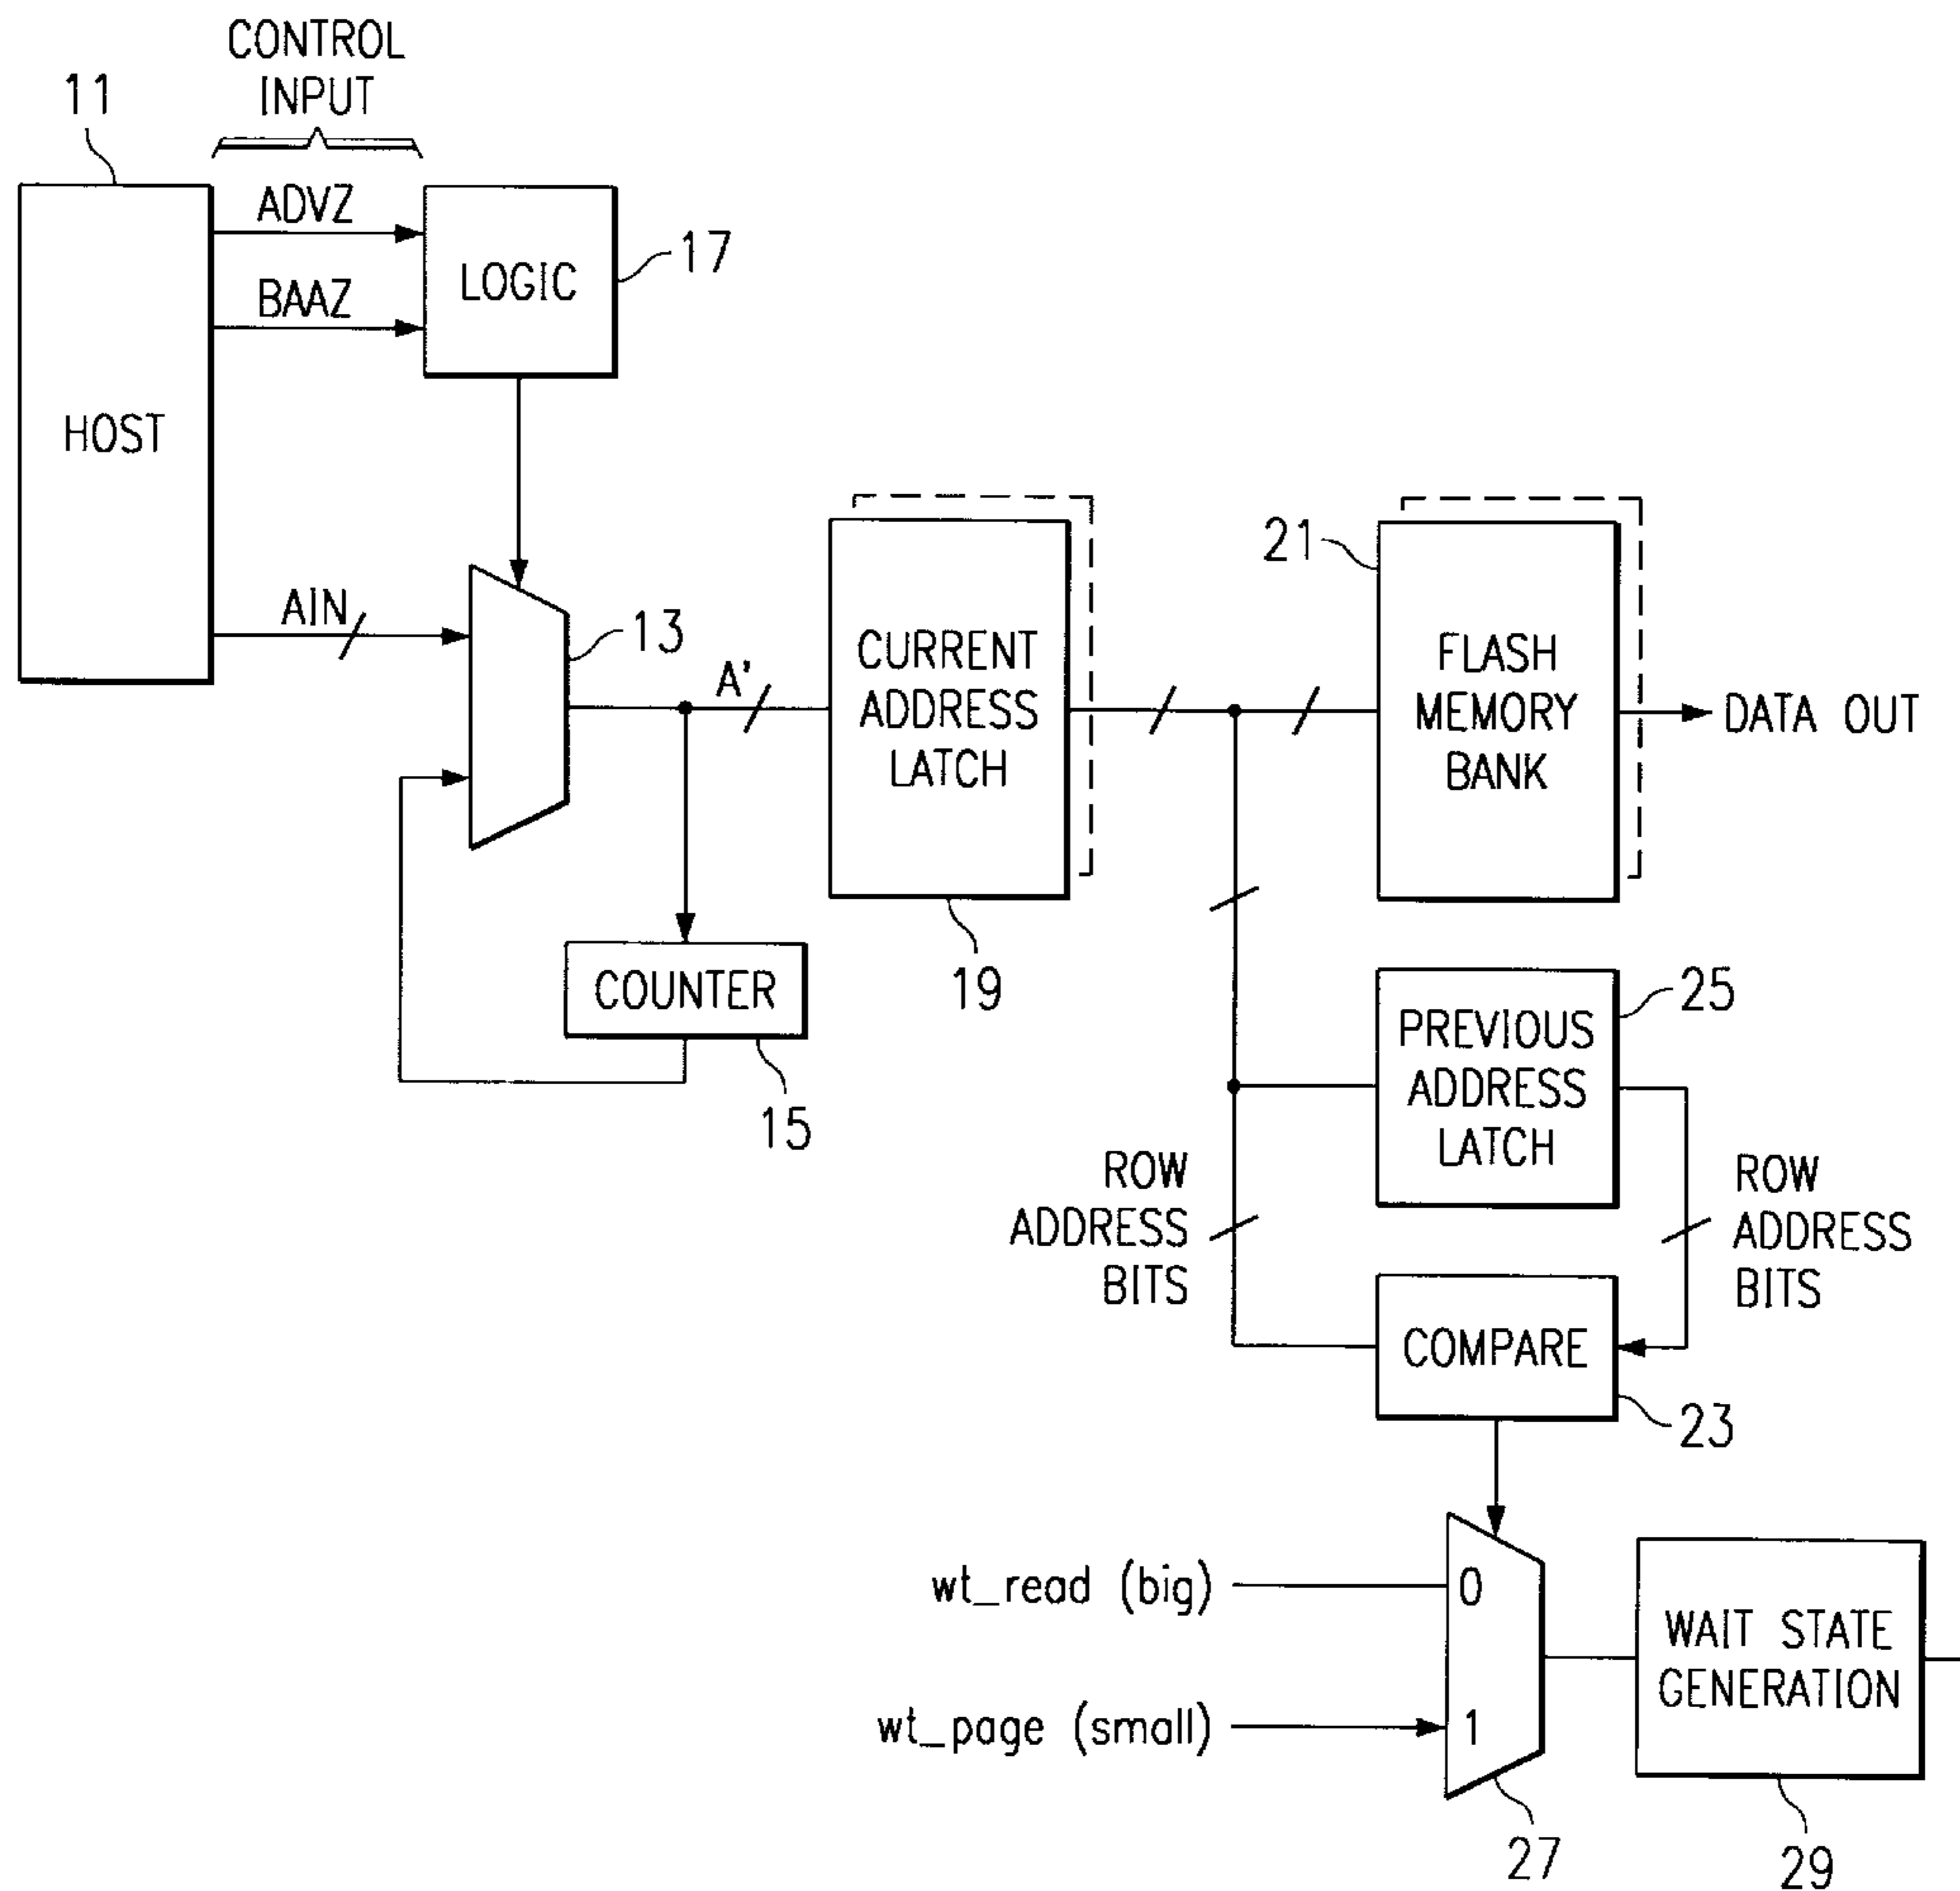 CONTROL
INPUT
11
ADVZ
BAAZ
LOGIC
17
HOST
AIN
13
A'
CURRENT
ADDRESS
LATCH
19
21
FLASH
MEMORY
BANK
DATA OUT
COUNTER
15
PREVIOUS
ADDRESS
LATCH
25
ROW
ADDRESS
BITS
ROW
ADDRESS
BITS
COMPARE
23
wt_read (big)
0
wt_page (small)
1
27
WAIT STATE
GENERATION
29